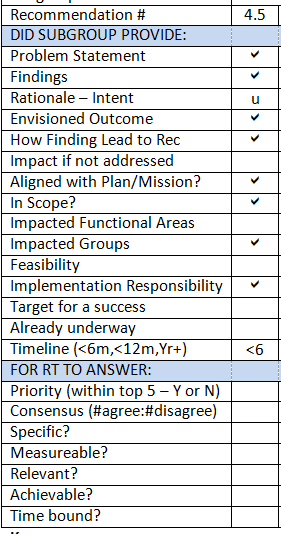 Recommendation # 4.5
DID SUBGROUP PROVIDE:
Problem Statement ✔
Findings ✔
Rationale – Intent u
Envisioned Outcome ✔
How Finding Lead to Rec ✔
Impact if not addressed
Aligned with Plan/Mission? ✔
In Scope? ✔
Impacted Functional Areas
Impacted Groups ✔
Feasibility
Implementation Responsibility ✔
Target for a success
Already underway
Timeline (<6m,<12m,Yr+) <6
FOR RT TO ANSWER:
Priority (within top 5 – Y or N)
Consensus (#agree:#disagree)
Specific?
Measureable?
Relevant?
Achievable?
Time bound?